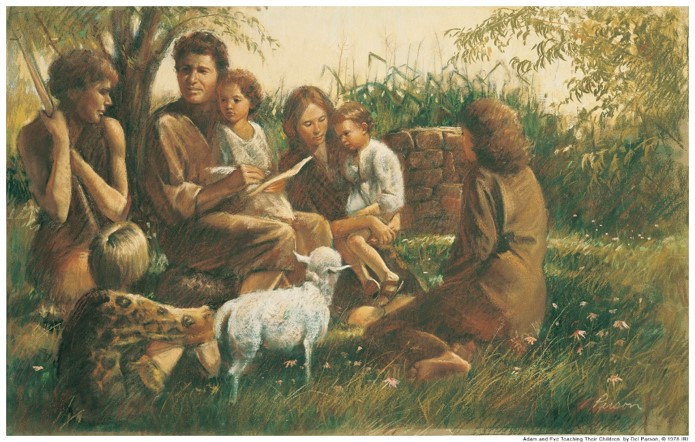 Parson
Adam and Eve Teaching Their Children, by Del Parson, © 1978 IRI